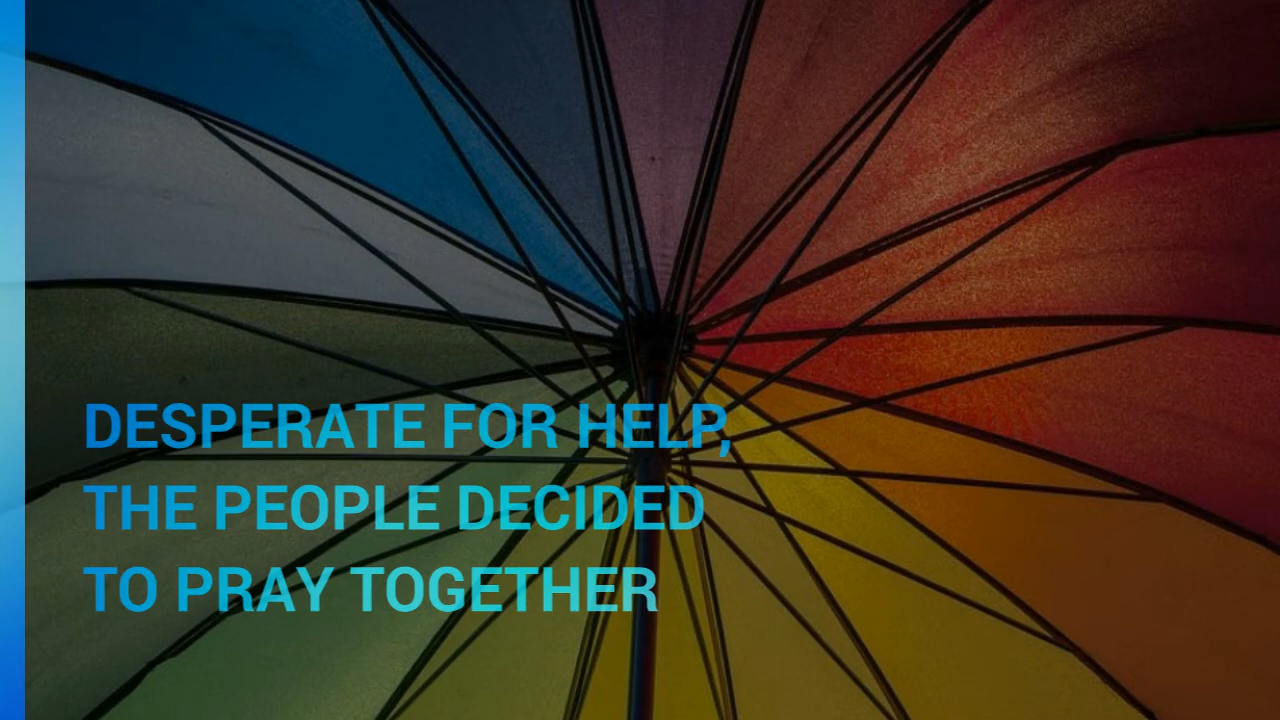 DESPERATE FOR HELP,
THE PEOPLE DECIDED
TO PRAY TOGETHER